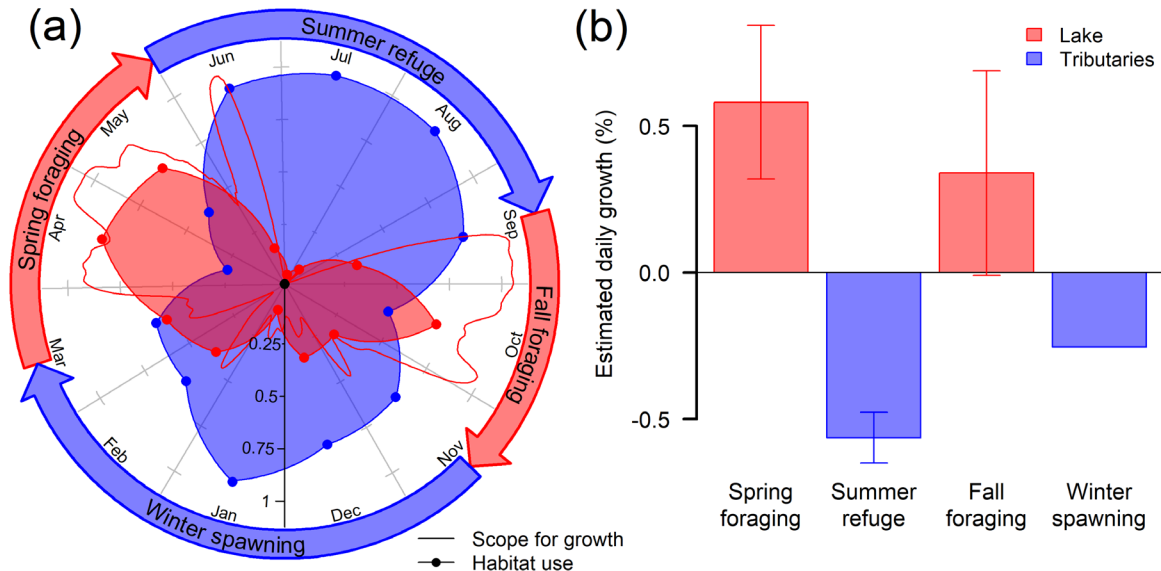 (a)
Summer refuge
Spring foraging
Fall foraging
Winter spawning
Jun
Jul
Aug
Sep
Oct
Nov
Dec
Jan
Feb
Mar
Apr
May
0.25
0.5
0.75
1
Scope for growth
Habitat use
(b)
Lake
Tributaries
Estimated daily growth (%)
0.5
0.0
-0.5
Spring
foraging
Summer
refuge
Fall
foraging
Winter
spawning